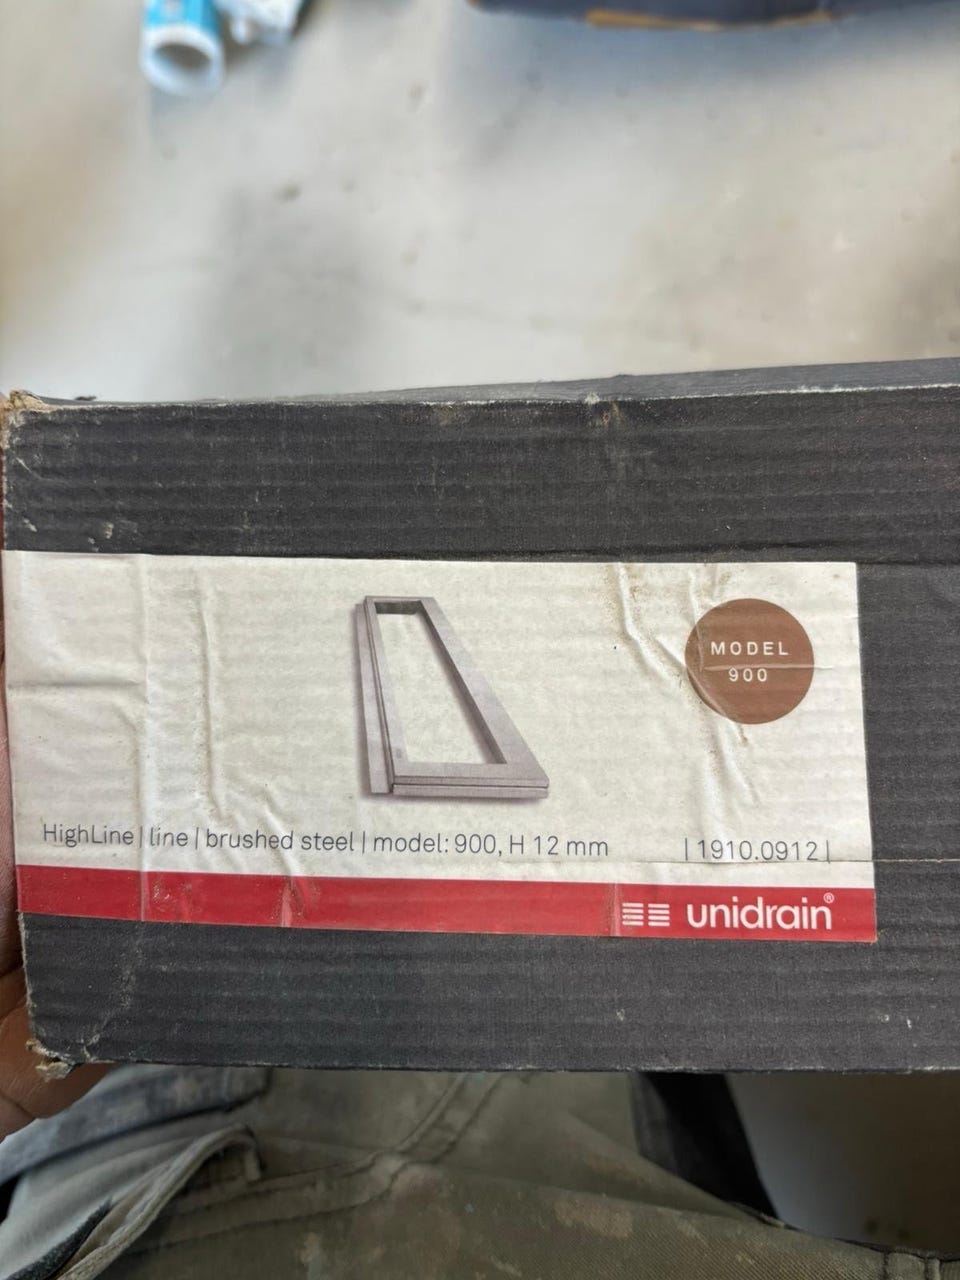 MODEL
900
HighLine | line | brushed steel | model: 900, H 12 mm | 1910.0912 |
unidrain®